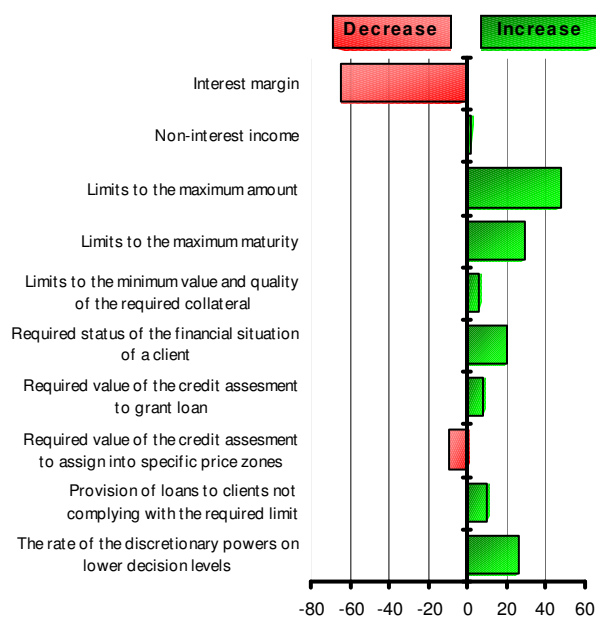 Decrease Increase
Interest margin
Non-interest income
Limits to the maximum amount
Limits to the maximum maturity
Limits to the minimum value and quality
of the required collateral
Required status of the financial situation
of a client
Required value of the credit assesment
to grant loan
Required value of the credit assesment
to assign into specific price zones
Provision of loans to clients not
complying with the required limit
The rate of the discretionary powers on
lower decision levels
-80 -60 -40 -20 0 20 40 60